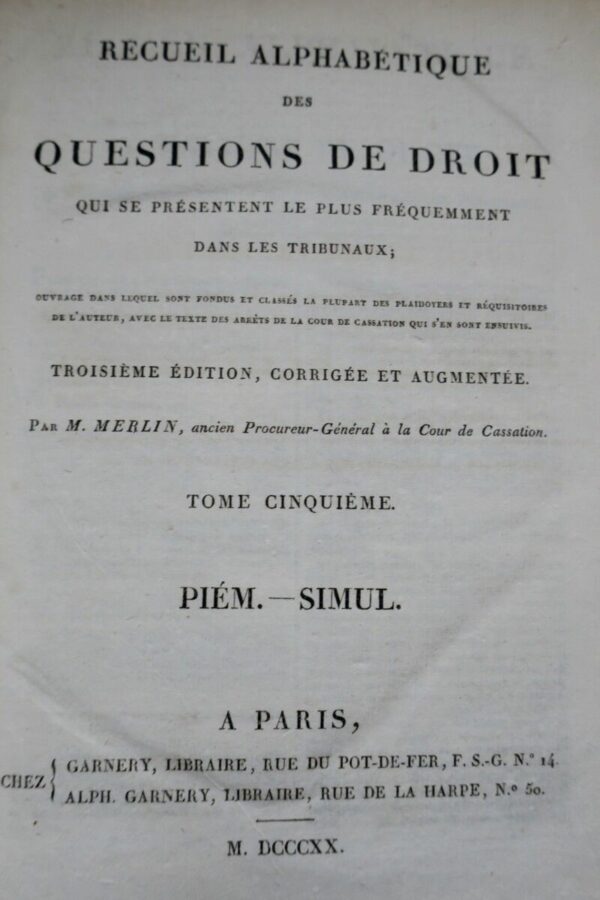 RECUEIL ALPHABÉTIQUE
DES
QUESTIONS DE DROIT
QUI SE PRÉSENTENT LE PLUS FRÉQUEMMENT
DANS LES TRIBUNAUX;
OUVRAGE DANS LEQUEL SONT FONDUS ET CLASSÉS LA PLUPART DES PLAIDOYERS ET RÉQUISITOIRES
DE L'AUTEUR, AVEC LE TEXTE DES ARRÊTS DE LA COUR DE CASSATION QUI S'EN SONT ENSUIVIS.
TROISIÈME ÉDITION, CORRIGÉE ET AUGMENTÉE.
PAR M. MERLIN, ancien Procureur-Général à la Cour de Cassation.
TOME CINQUIÈME.
PIÉM.—SIMUL.
A PARIS,
CHEZ { GARNERY, LIBRAIRE, RUE DU POT-DE-FER, F. S.-G. N.° 14
ALPH. GARNERY, LIBRAIRE, RUE DE LA HARPE, N.° 50.
M. DCCCXX.